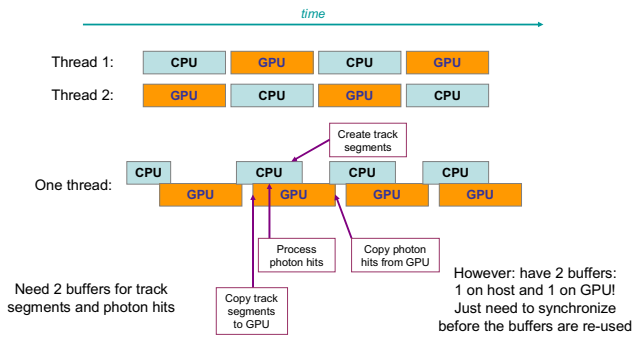 time
Thread 1: CPU GPU CPU GPU
Thread 2: GPU CPU GPU CPU
Create track
segments
CPU CPU CPU CPU
One thread:
GPU GPU GPU GPU
Process
photon hits
Copy photon
hits from GPU
Need 2 buffers for track
segments and photon hits
Copy track
segments
to GPU
However: have 2 buffers:
1 on host and 1 on GPU!
Just need to synchronize
before the buffers are re-used